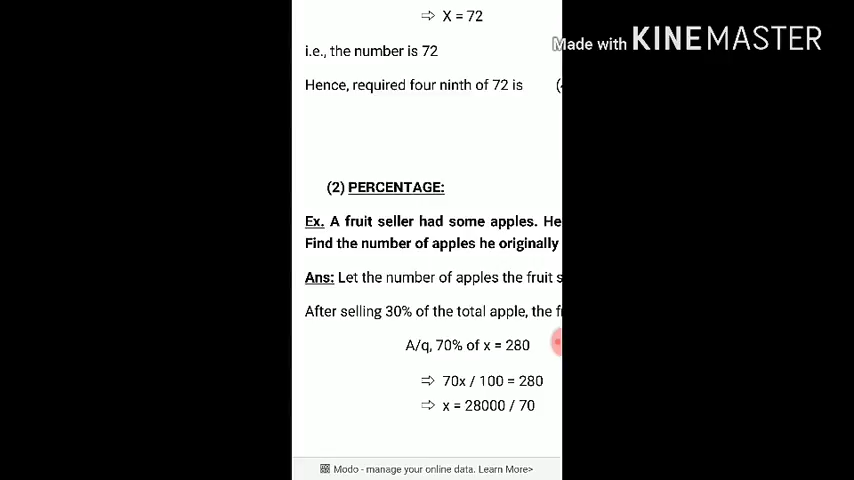 ⇨ X = 72
Made with KINEMASTER
i.e., the number is 72
Hence, required four ninth of 72 is (
(2) PERCENTAGE:
Ex. A fruit seller had some apples. He
Find the number of apples he originally
Ans: Let the number of apples the fruit s
After selling 30% of the total apple, the f
A/q, 70% of x = 280
⇨ 70x / 100 = 280
⇨ x = 28000 / 70
Modo - manage your online data. Learn More>